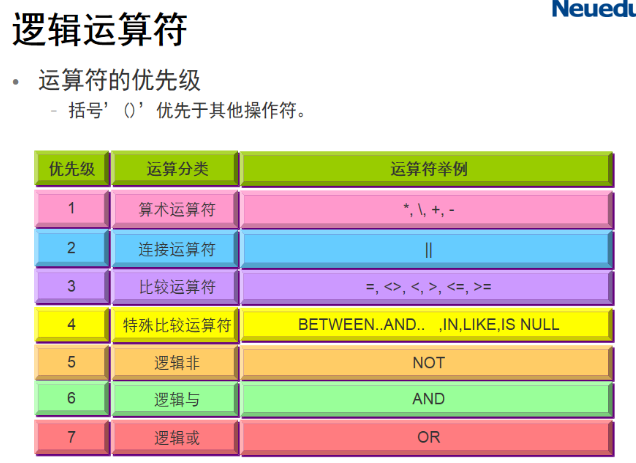 Neuedu
逻辑运算符
• 运算符的优先级
– 括号’()’优先于其他操作符。
优先级 运算分类 运算符举例
1 算术运算符 *, \, +, -
2 连接运算符 ||
3 比较运算符 =, <>, <, >, <=, >=
4 特殊比较运算符 BETWEEN..AND.. ,IN,LIKE,IS NULL
5 逻辑非 NOT
6 逻辑与 AND
7 逻辑或 OR